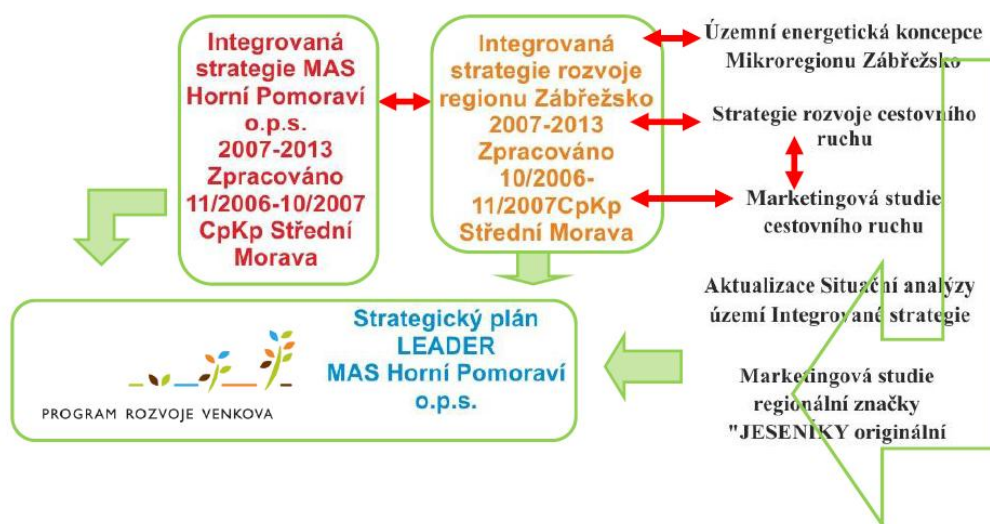 Integrovaná
strategie MAS
Horní Pomoraví
o.p.s.
2007-2013
Zpracováno
11/2006-10/2007
CpKp Střední
Morava
Integrovaná
strategie rozvoje
regionu Zábřežsko
2007-2013
Zpracováno
10/2006-
11/2007CpKp
Střední Morava
Územní energetická koncepce
Mikroregionu Zábřežsko
Strategie rozvoje cestovního
ruchu
Marketingová studie
cestovního ruchu
Aktualizace Situační analýzy
území Integrované strategie
Marketingová studie
regionální značky
"JESENÍKY originální
Strategický plán
LEADER
MAS Horní Pomoraví
o.p.s.
PROGRAM ROZVOJE VENKOVA